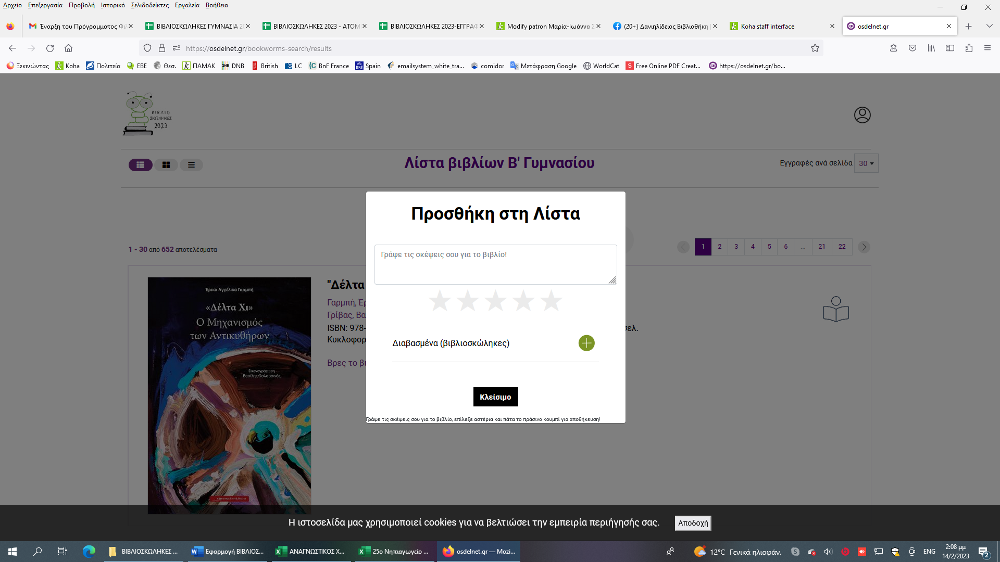 Αρχείο Επεξεργασία Προβολή Ιστορικό Σελιδοδείκτες Εργαλεία Βοήθεια
Έναρξη του Προγράμματος Φι
ΒΙΒΛΙΟΣΚΩΛΗΚΕΣ ΓΥΜΝΑΣΙΑ 20
ΒΙΒΛΙΟΣΚΩΛΗΚΕΣ 2023 - ΑΤΟΜ
ΒΙΒΛΙΟΣΚΩΛΗΚΕΣ 2023-ΕΓΓΡΑΦ
Modify patron Μαρία-Ιωάννα Σ
(20+) Δανιηλίδειος Βιβλιοθήκη
Koha staff interface
osdelnet.gr
https://osdelnet.gr/bookworms-search/results
Ξεκινώντας Koha Πολιτεία ΕΒΕ Θεσ. ΠΑΜΑΚ DNB British LC BnF France Spain emailsystem_white_tra... comidor Μετάφραση Google WorldCat Free Online PDF Creat... https://osdelnet.gr/bo...
ΒΙΒΛΙΟ
ΣΚΩΛΗΚΕΣ
2023
Λίστα βιβλίων Β' Γυμνασίου
Εγγραφές ανά σελίδα 30
Προσθήκη στη Λίστα
1 - 30 από 652 αποτελέσματα
1 2 3 4 5 6 ... 21 22
Γράψε τις σκέψεις σου για το βιβλίο!
Έρικα Αγγέλικα Γαρμπή
«Δέλτα Χι»
Ο Μηχανισμός
των Αντικυθήρων
Εικονογράφηση
Βασίλης Θαλασσινός
"Δέλτα
Γαρμπή, Έρ
Γρίβας, Βα
ISBN: 978-
σελ.
Κυκλοφορ
Βρες το βι
Διαβασμένα (βιβλιοσκώληκες)
Κλείσιμο
Γράψε τις σκέψεις σου για το βιβλίο, επίλεξε αστέρια και πάτα το πράσινο κουμπί για αποθήκευση!
Η ιστοσελίδα μας χρησιμοποιεί cookies για να βελτιώσει την εμπειρία περιήγησής σας. Αποδοχή
ΒΙΒΛΙΟΣΚΩΛΗΚΕΣ ...
Εφαρμογή ΒΙΒΛΙΟΣ...
ΑΝΑΓΝΩΣΤΙΚΟΣ Χ...
25ο Νηπιαγωγείο ...
osdelnet.gr — Mozi...
12°C Γενικά ηλιοφάν.
ENG
2:08 μμ
14/2/2023
2